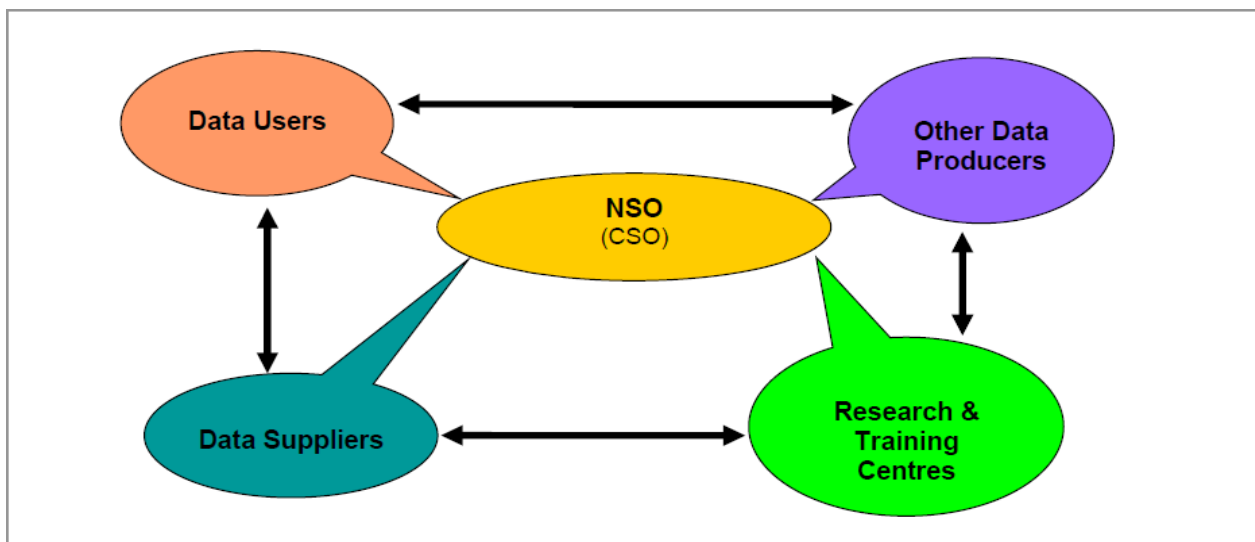 Data Users
Other Data
Producers
NSO
(CSO)
Data Suppliers
Research &
Training
Centres